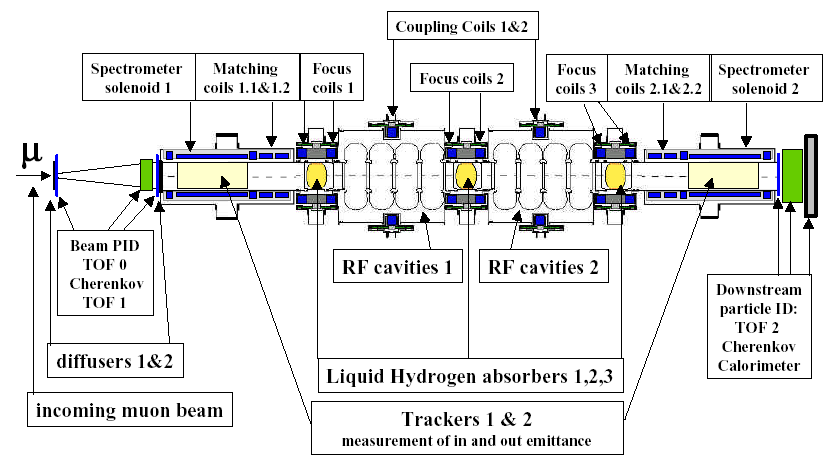 Coupling Coils 1&2
Spectrometer
solenoid 1
Matching
coils 1.1&1.2
Focus
coils 1
Focus coils 2
Focus
coils 3
Matching
coils 2.1&2.2
Spectrometer
solenoid 2
μ
Beam PID
TOF 0
Cherenkov
TOF 1
RF cavities 1
RF cavities 2
Downstream
particle ID:
TOF 2
Cherenkov
Calorimeter
diffusers 1&2
Liquid Hydrogen absorbers 1,2,3
incoming muon beam
Trackers 1 & 2
measurement of in and out emittance